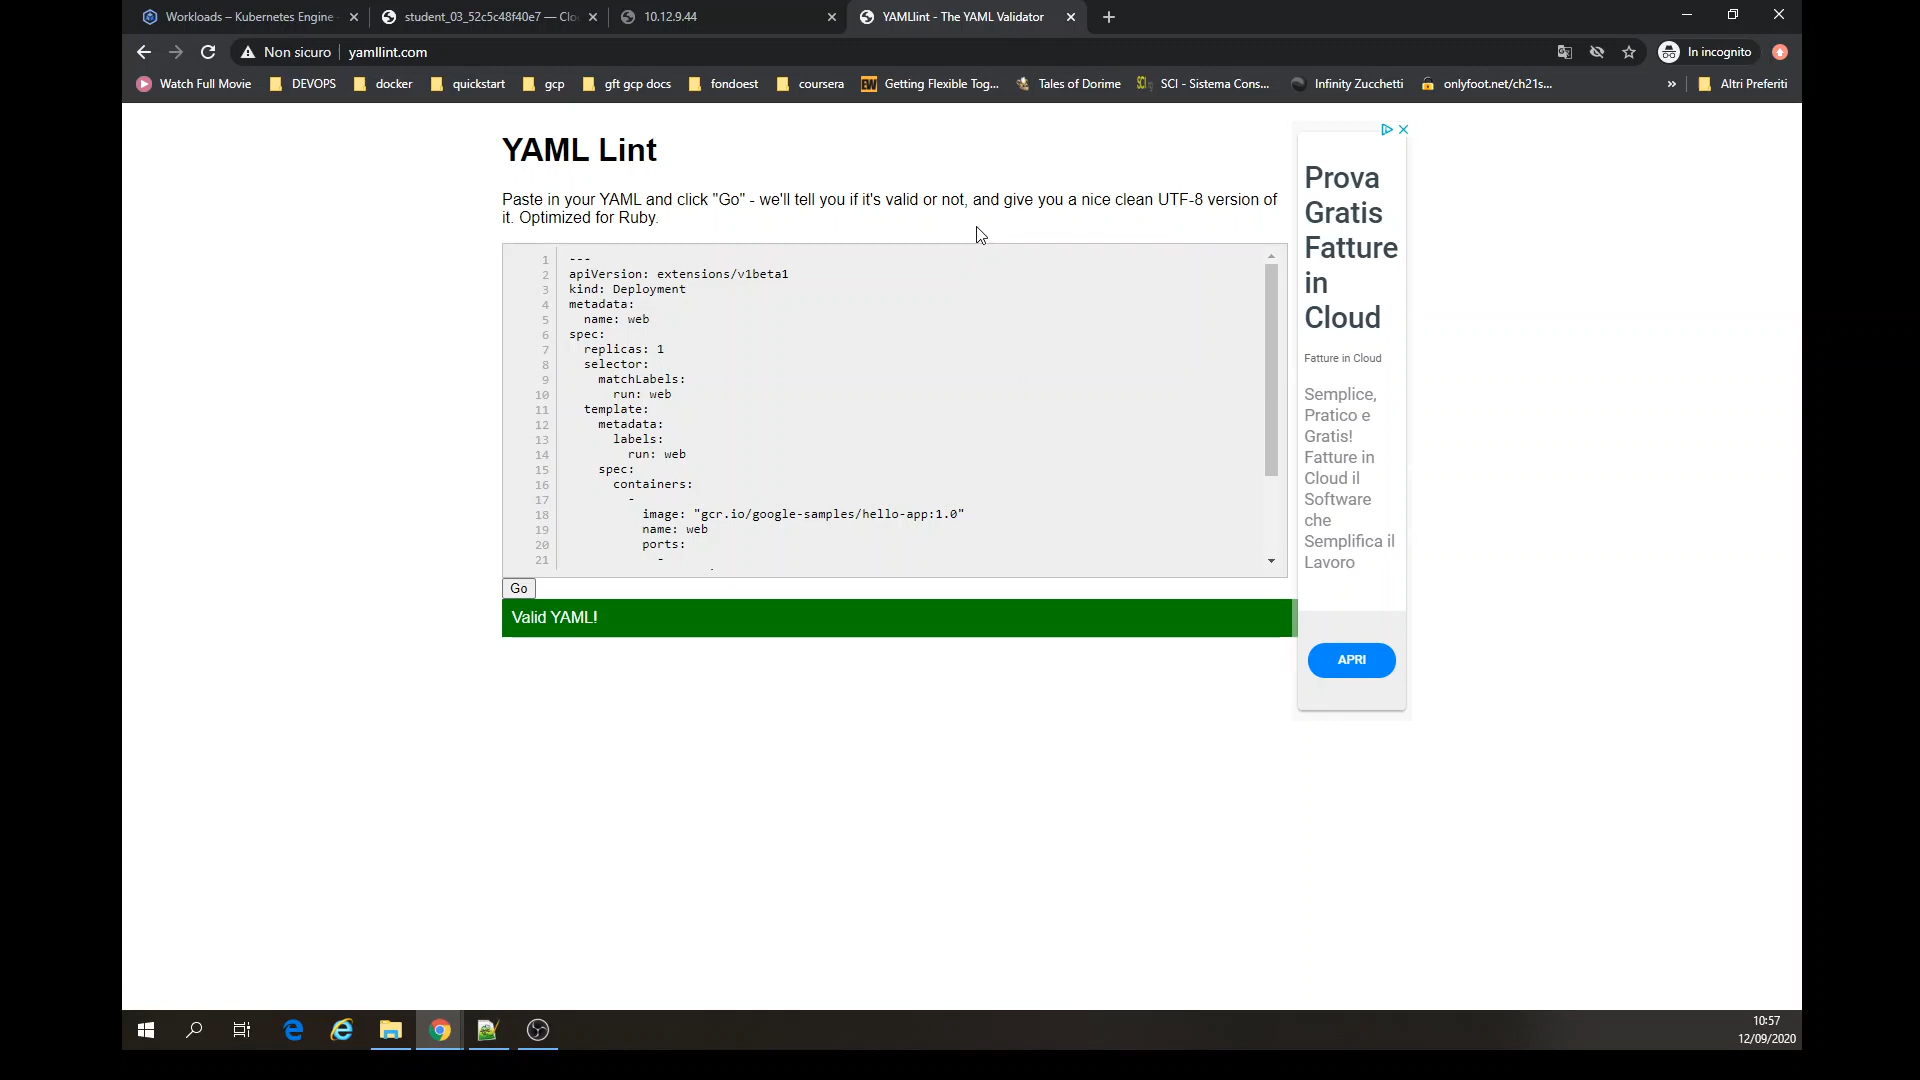 Workloads – Kubernetes Engine
student_03_52c5c48f40e7 — Clo
10.12.9.44
YAMLlint - The YAML Validator
Non sicuro
yamllint.com
In incognito
Watch Full Movie
DEVOPS
docker
quickstart
gcp
gft gcp docs
fondoest
coursera
Getting Flexible Tog...
Tales of Dorime
SCI - Sistema Cons...
Infinity Zucchetti
onlyfoot.net/ch21s...
»
Altri Preferiti
YAML Lint
Paste in your YAML and click "Go" - we'll tell you if it's valid or not, and give you a nice clean UTF-8 version of
it. Optimized for Ruby.
1 ---
2 apiVersion: extensions/v1beta1
3 kind: Deployment
4 metadata:
5 name: web
6 spec:
7 replicas: 1
8 selector:
9 matchLabels:
10 run: web
11 template:
12 metadata:
13 labels:
14 run: web
15 spec:
16 containers:
17 -
18 image: "gcr.io/google-samples/hello-app:1.0"
19 name: web
20 ports:
21 -
Go
Valid YAML!
Prova
Gratis
Fatture
in
Cloud
Fatture in Cloud
Semplice,
Pratico e
Gratis!
Fatture in
Cloud il
Software
che
Semplifica il
Lavoro
APRI
10:57
12/09/2020